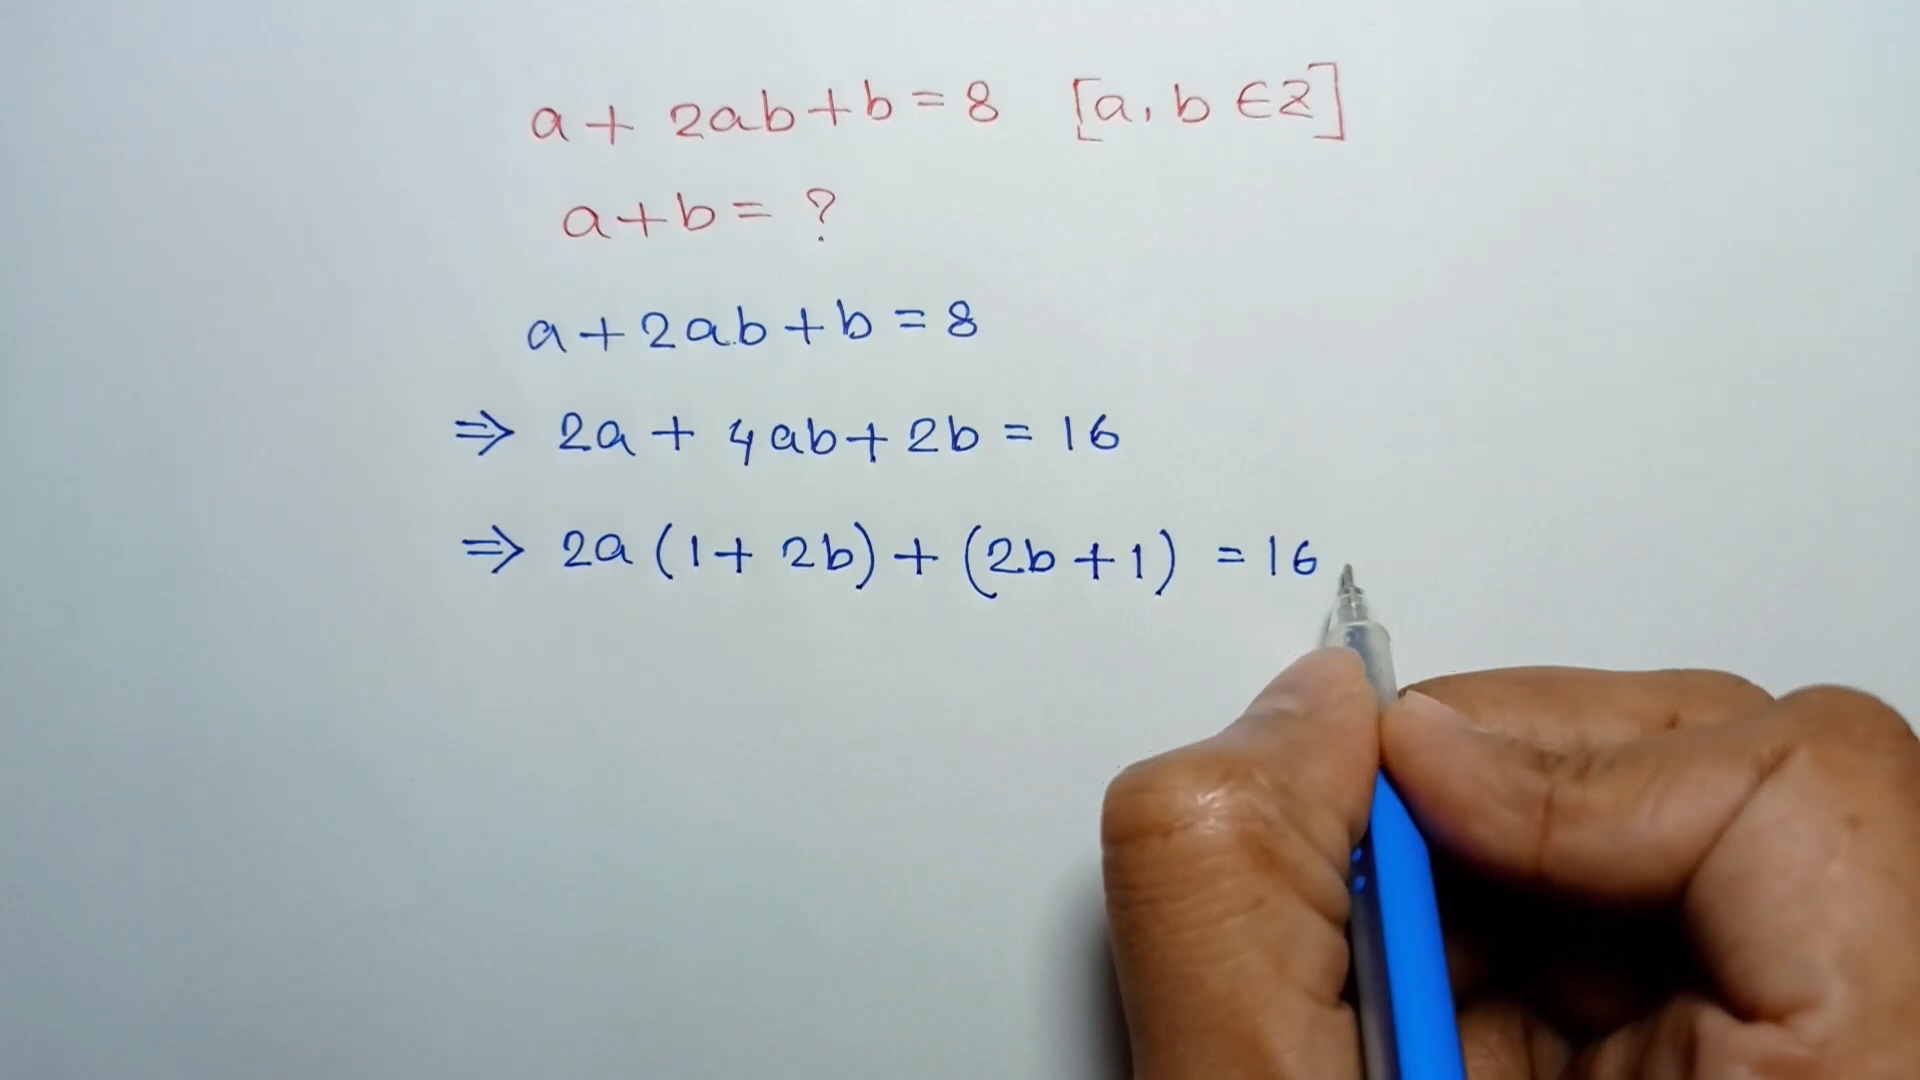 a + 2ab + b = 8 [a, b ∈ Z]
a + b = ?
a + 2ab + b = 8
⇒ 2a + 4ab + 2b = 16
⇒ 2a (1 + 2b) + (2b + 1) = 16